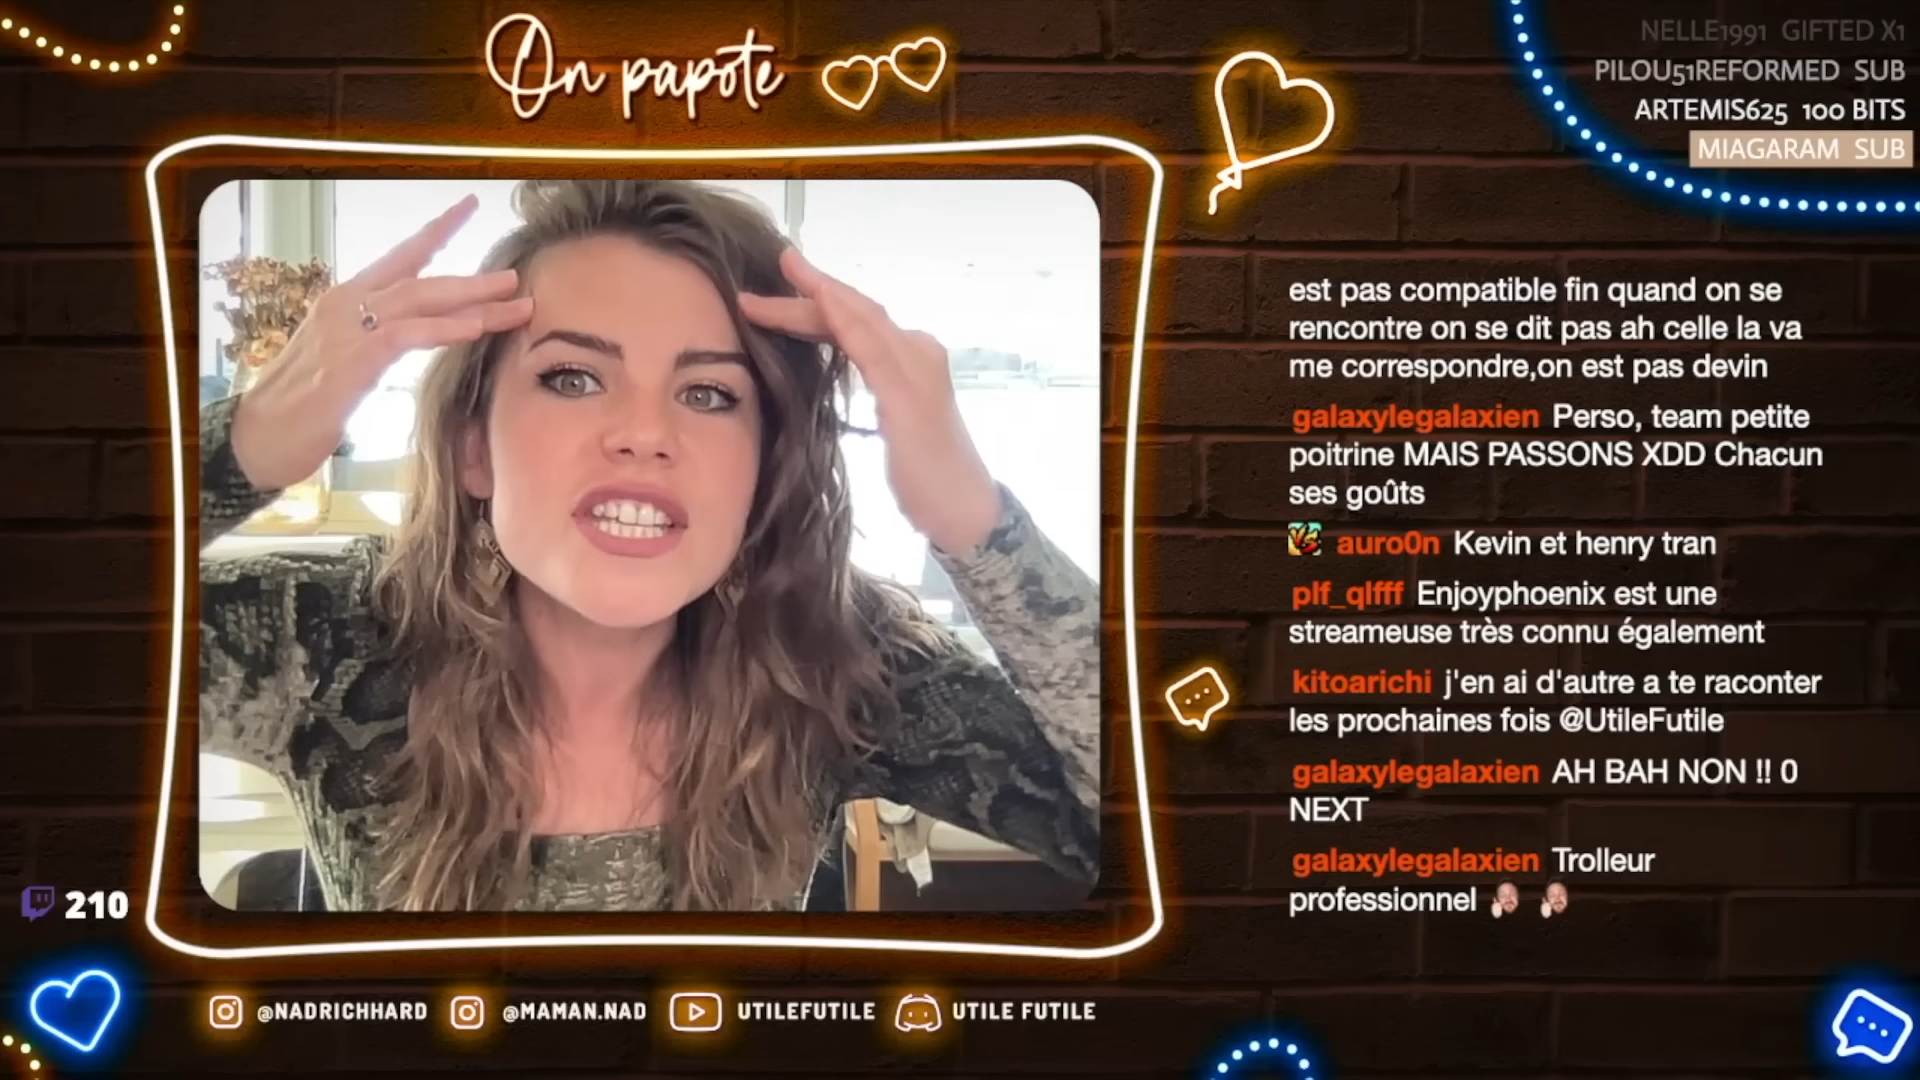 On papote
NELLE1991 GIFTED X1
PILOU51REFORMED SUB
ARTEMIS625 100 BITS
MIAGARAM SUB
est pas compatible fin quand on se
rencontre on se dit pas ah celle la va
me correspondre,on est pas devin
galaxylegalaxien Perso, team petite
poitrine MAIS PASSONS XDD Chacun
ses goûts
auro0n Kevin et henry tran
plf_qlfff Enjoyphoenix est une
streameuse très connu également
kitoarichi j'en ai d'autre a te raconter
les prochaines fois @UtileFutile
galaxylegalaxien AH BAH NON !! 0
NEXT
galaxylegalaxien Trolleur
professionnel
210
@NADRICHHARD @MAMAN.NAD UTILEFUTILE UTILE FUTILE